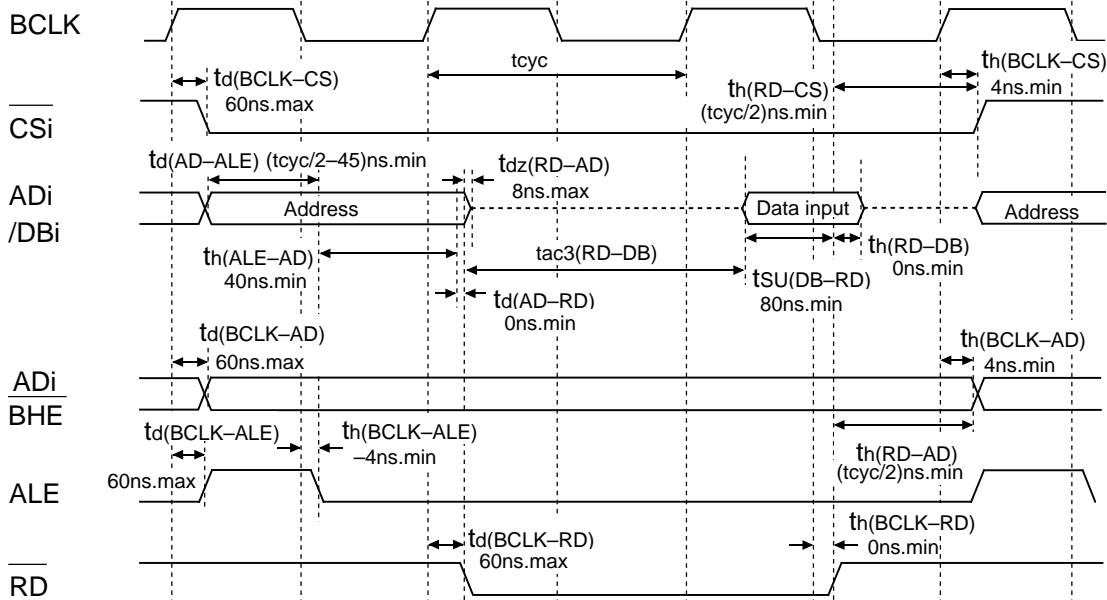 BCLK
td(BCLK–CS)
60ns.max
tcyc
th(BCLK–CS)
4ns.min
th(RD–CS)
(tcyc/2)ns.min
CSi
td(AD–ALE) (tcyc/2–45)ns.min
tdz(RD–AD)
8ns.max
ADi
/DBi
Address
Data input
Address
th(ALE–AD)
40ns.min
tac3(RD–DB)
th(RD–DB)
0ns.min
tSU(DB–RD)
80ns.min
td(AD–RD)
0ns.min
td(BCLK–AD)
60ns.max
th(BCLK–AD)
4ns.min
ADi
BHE
td(BCLK–ALE)
60ns.max
th(BCLK–ALE)
–4ns.min
th(RD–AD)
(tcyc/2)ns.min
ALE
td(BCLK–RD)
60ns.max
th(BCLK–RD)
0ns.min
RD